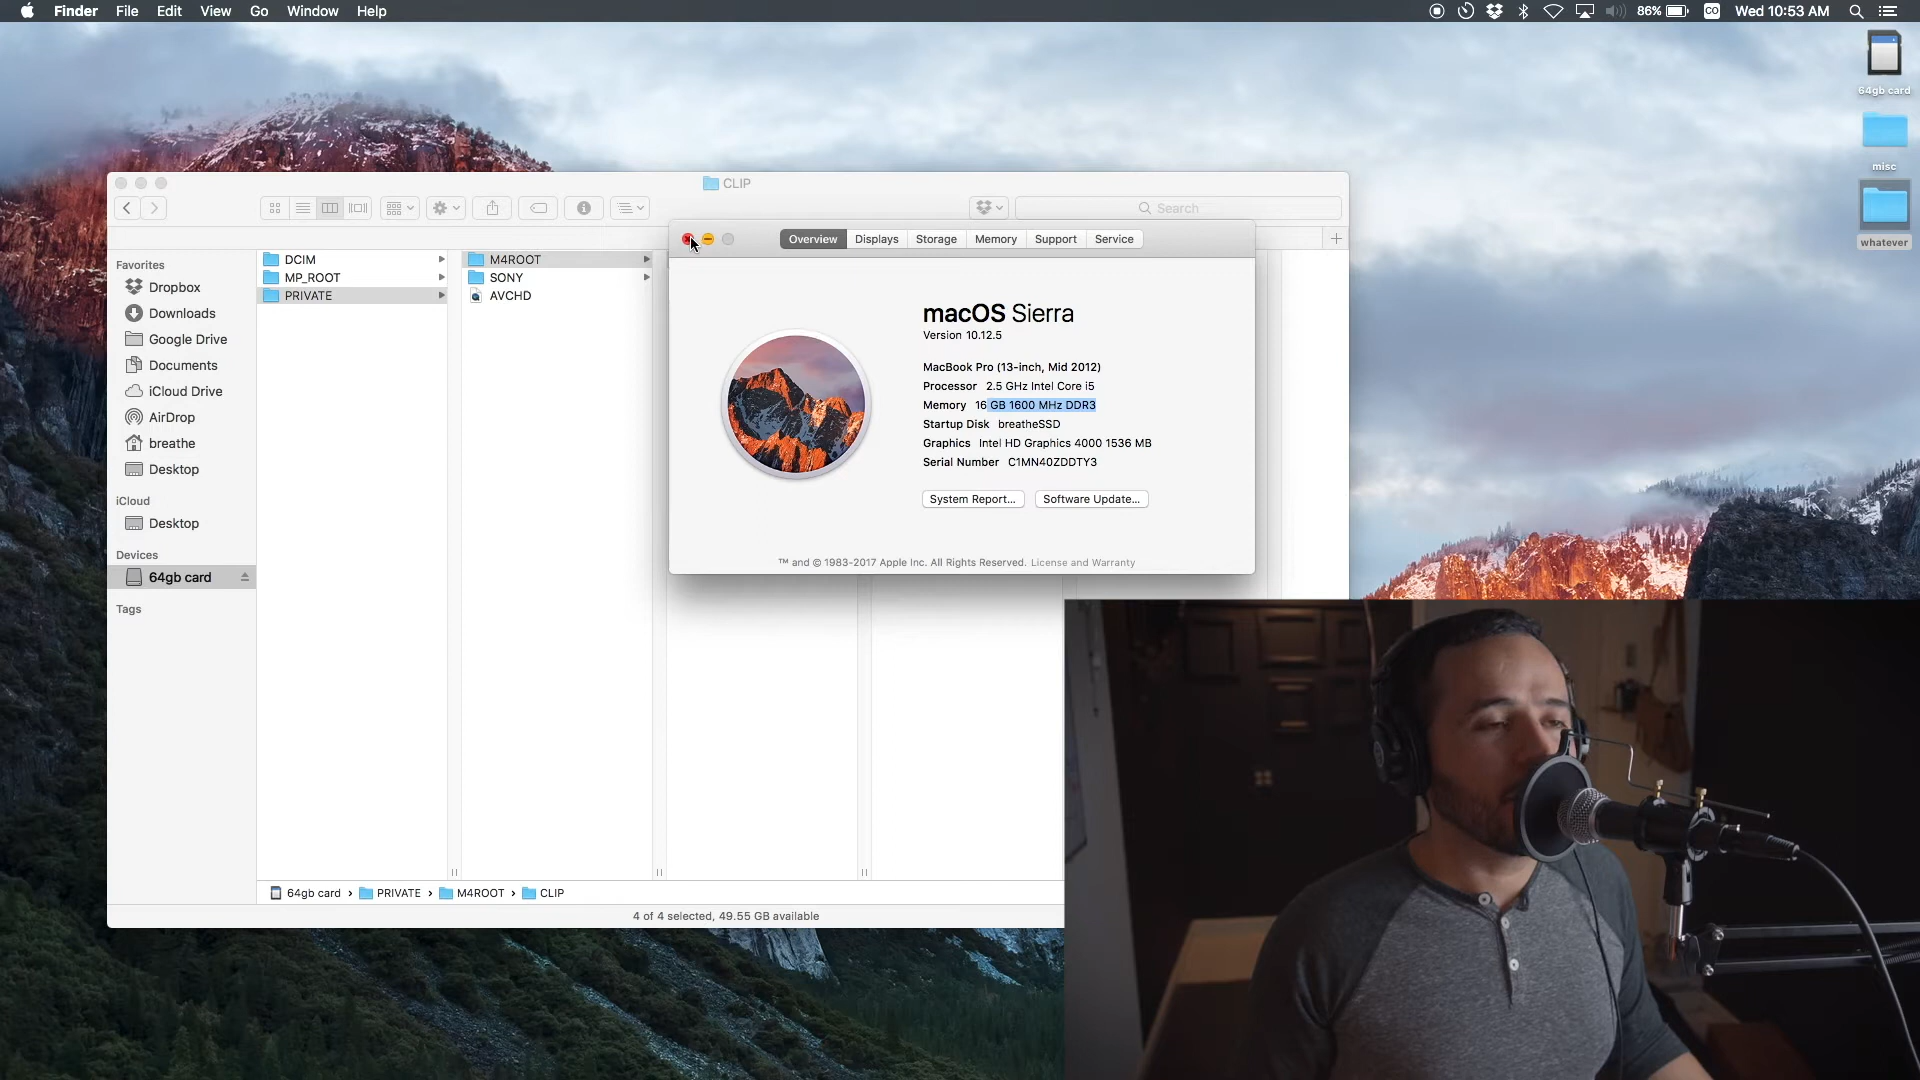 Finder File Edit View Go Window Help
86% CO Wed 10:53 AM
64gb card
misc
whatever
CLIP
Search
Favorites
Dropbox
Downloads
Google Drive
Documents
iCloud Drive
AirDrop
breathe
Desktop
iCloud
Desktop
Devices
64gb card
Tags
DCIM
MP_ROOT
PRIVATE
M4ROOT
SONY
AVCHD
Overview Displays Storage Memory Support Service
macOS Sierra
Version 10.12.5
MacBook Pro (13-inch, Mid 2012)
Processor 2.5 GHz Intel Core i5
Memory 16 GB 1600 MHz DDR3
Startup Disk breatheSSD
Graphics Intel HD Graphics 4000 1536 MB
Serial Number C1MN40ZDDTY3
System Report... Software Update...
™ and © 1983-2017 Apple Inc. All Rights Reserved. License and Warranty
64gb card › PRIVATE › M4ROOT › CLIP
4 of 4 selected, 49.55 GB available